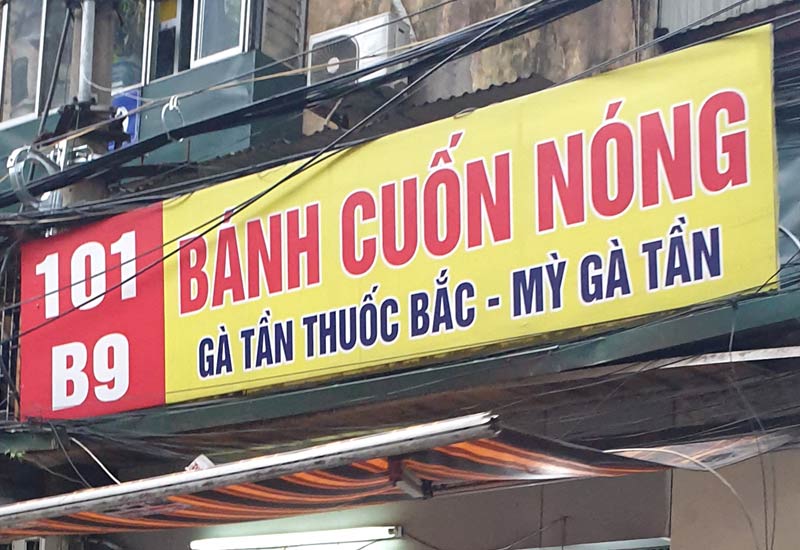 101
B9
BÁNH CUỐN NÓNG
GÀ TẦN THUỐC BẮC - MỲ GÀ TẦN